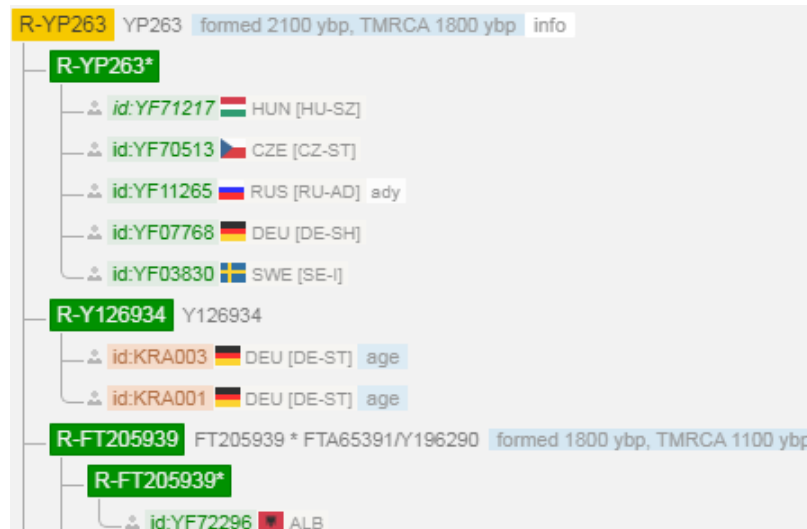 R-YP263 YP263 formed 2100 ybp, TMRCA 1800 ybp info
R-YP263*
id:YF71217 HUN [HU-SZ]
id:YF70513 CZE [CZ-ST]
id:YF11265 RUS [RU-AD] ady
id:YF07768 DEU [DE-SH]
id:YF03830 SWE [SE-I]
R-Y126934 Y126934
id:KRA003 DEU [DE-ST] age
id:KRA001 DEU [DE-ST] age
R-FT205939 FT205939 * FTA65391/Y196290 formed 1800 ybp, TMRCA 1100 ybp
R-FT205939*
id:YF72296 ALB